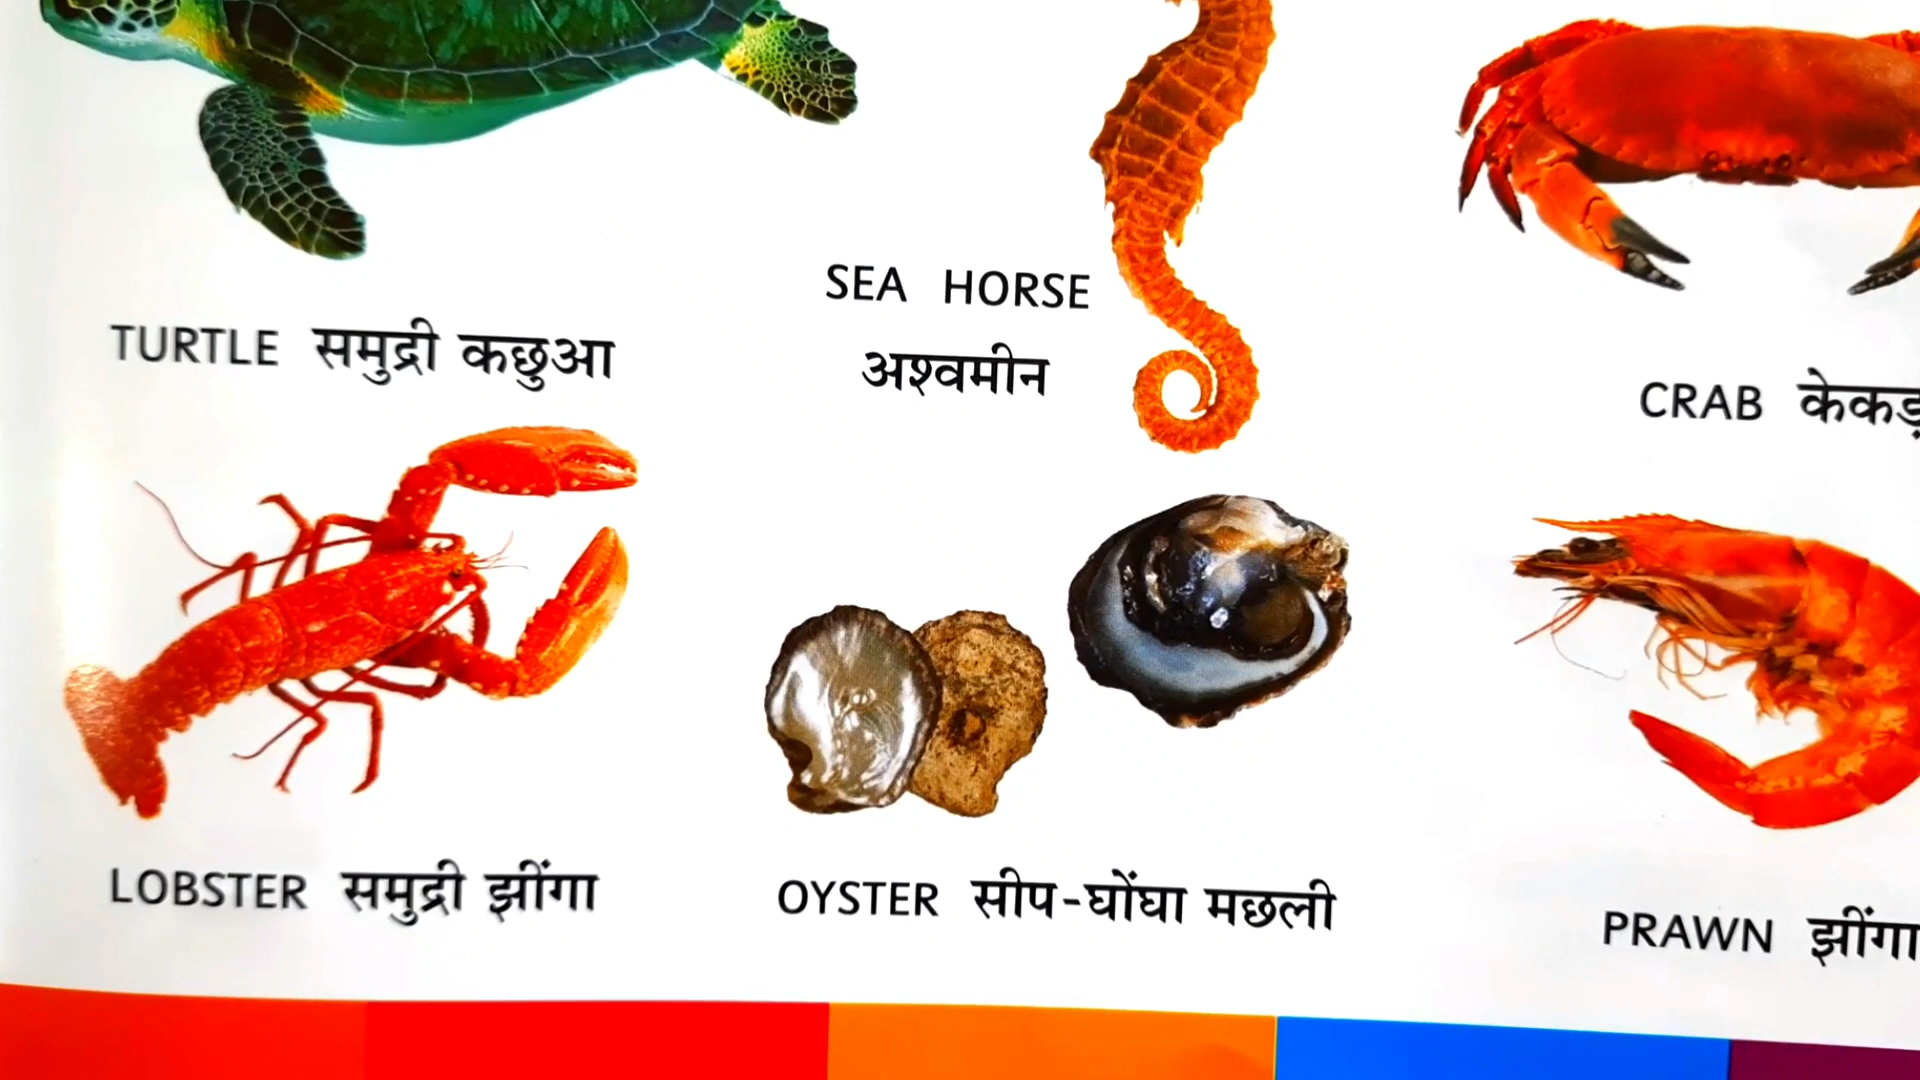 SEA HORSE
अश्वमीन
TURTLE समुद्री कछुआ
CRAB
LOBSTER समुद्री झींगा
OYSTER सीप-घोंघा मछली
PRAWN झींगा